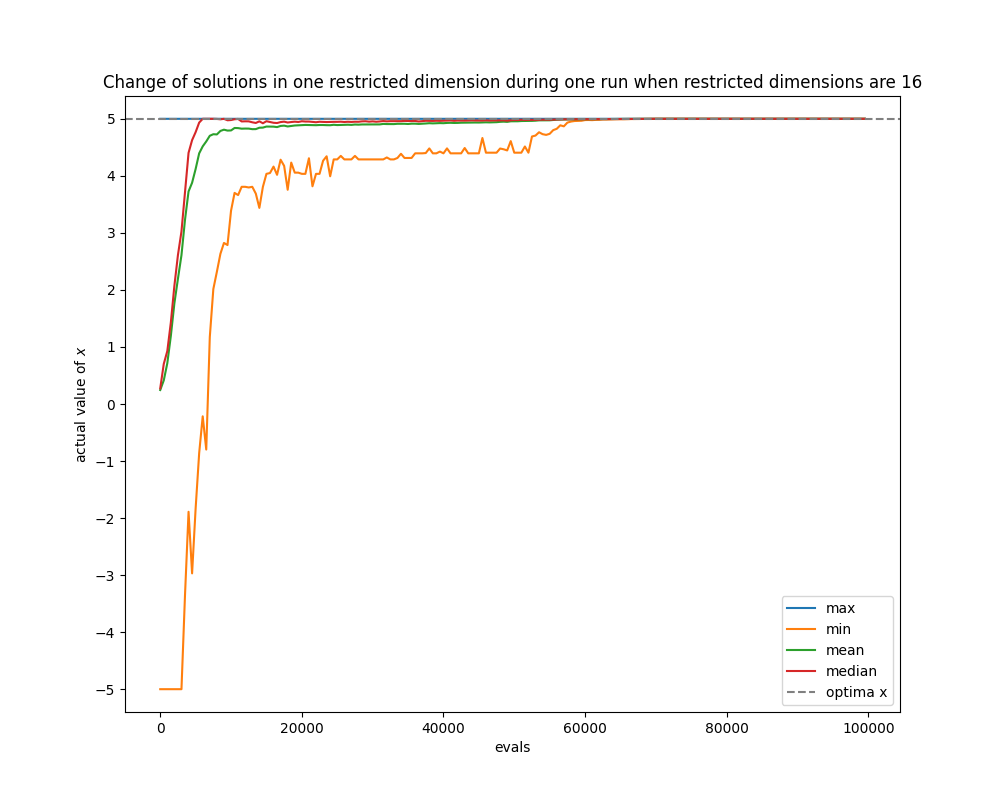 Change of solutions in one restricted dimension during one run when restricted dimensions are 16
actual value of x
5
4
3
2
1
0
−1
−2
−3
−4
−5
max
min
mean
median
optima x
0
20000
40000
60000
80000
100000
evals